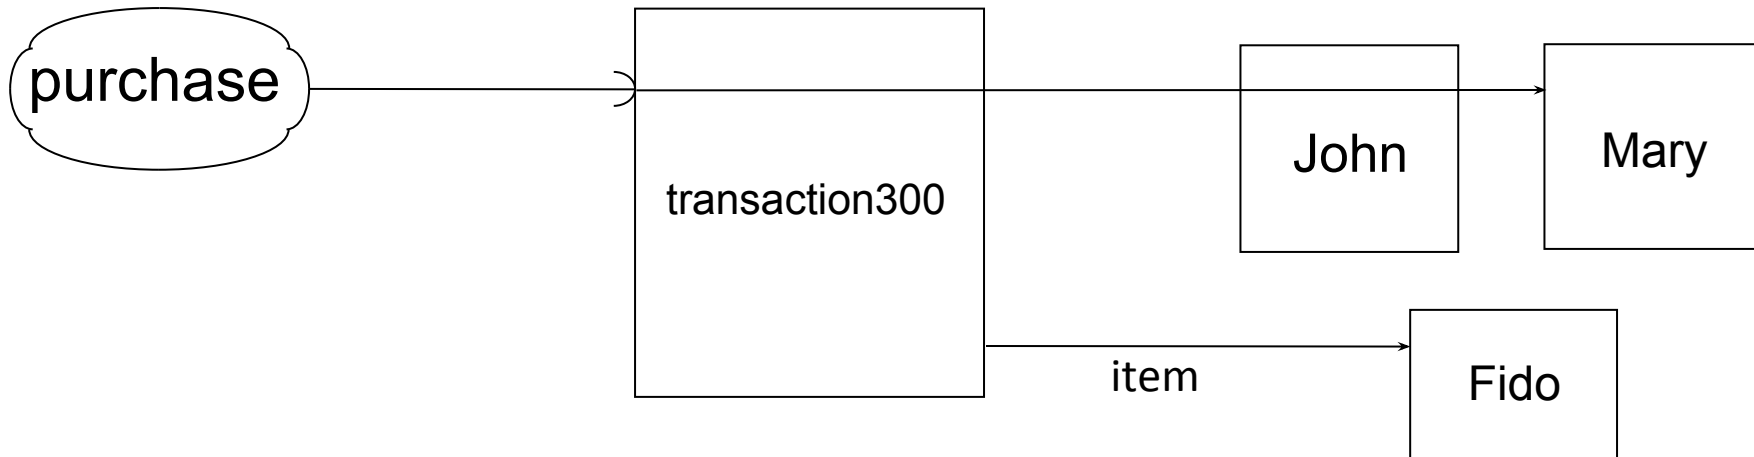 purchase
transaction300
John
Mary
item
Fido